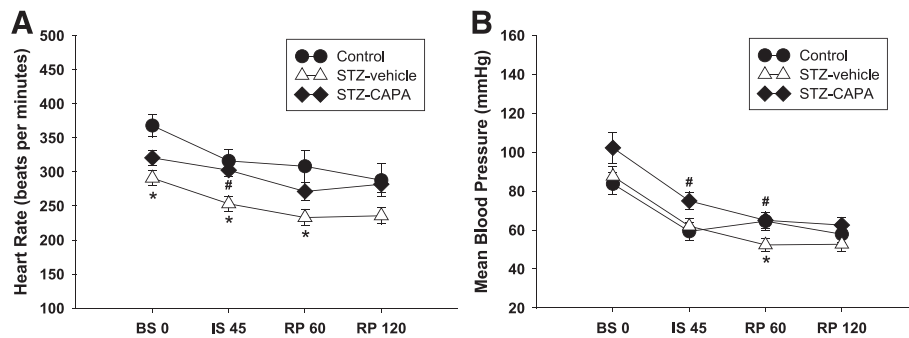 A
Heart Rate (beats per minutes)
500
450
400
350
300
250
200
150
100
Control
STZ-vehicle
STZ-CAPA
#
*
*
*
BS 0 IS 45 RP 60 RP 120
B
Mean Blood Pressure (mmHg)
160
140
120
100
80
60
40
20
Control
STZ-vehicle
STZ-CAPA
#
#
*
BS 0 IS 45 RP 60 RP 120